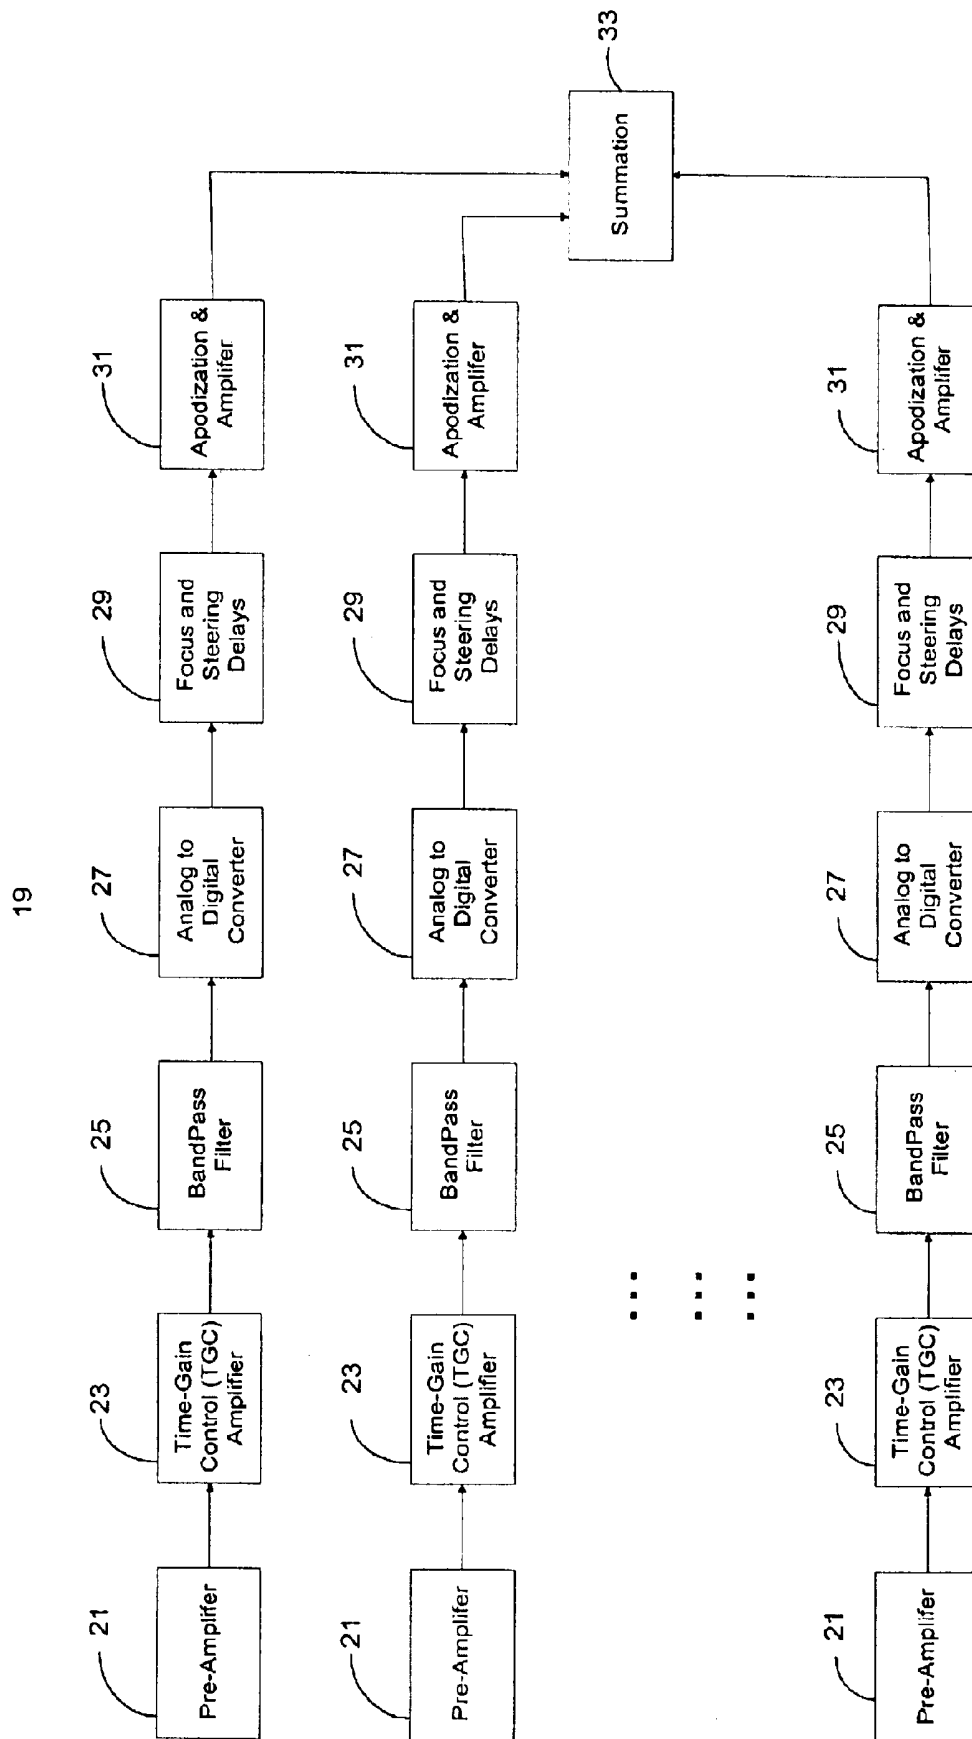 19
21
23
25
27
29
31
Pre-Amplifer
Time-Gain
Control (TGC)
Amplifier
BandPass
Filter
Analog to
Digital
Converter
Focus and
Steering
Delays
Apodization &
Amplifer
21
23
25
27
29
31
Pre-Amplifer
Time-Gain
Control (TGC)
Amplifier
BandPass
Filter
Analog to
Digital
Converter
Focus and
Steering
Delays
Apodization &
Amplifer
Summation
33
21
23
25
27
29
31
Pre-Amplifer
Time-Gain
Control (TGC)
Amplifier
BandPass
Filter
Analog to
Digital
Converter
Focus and
Steering
Delays
Apodization &
Amplifer